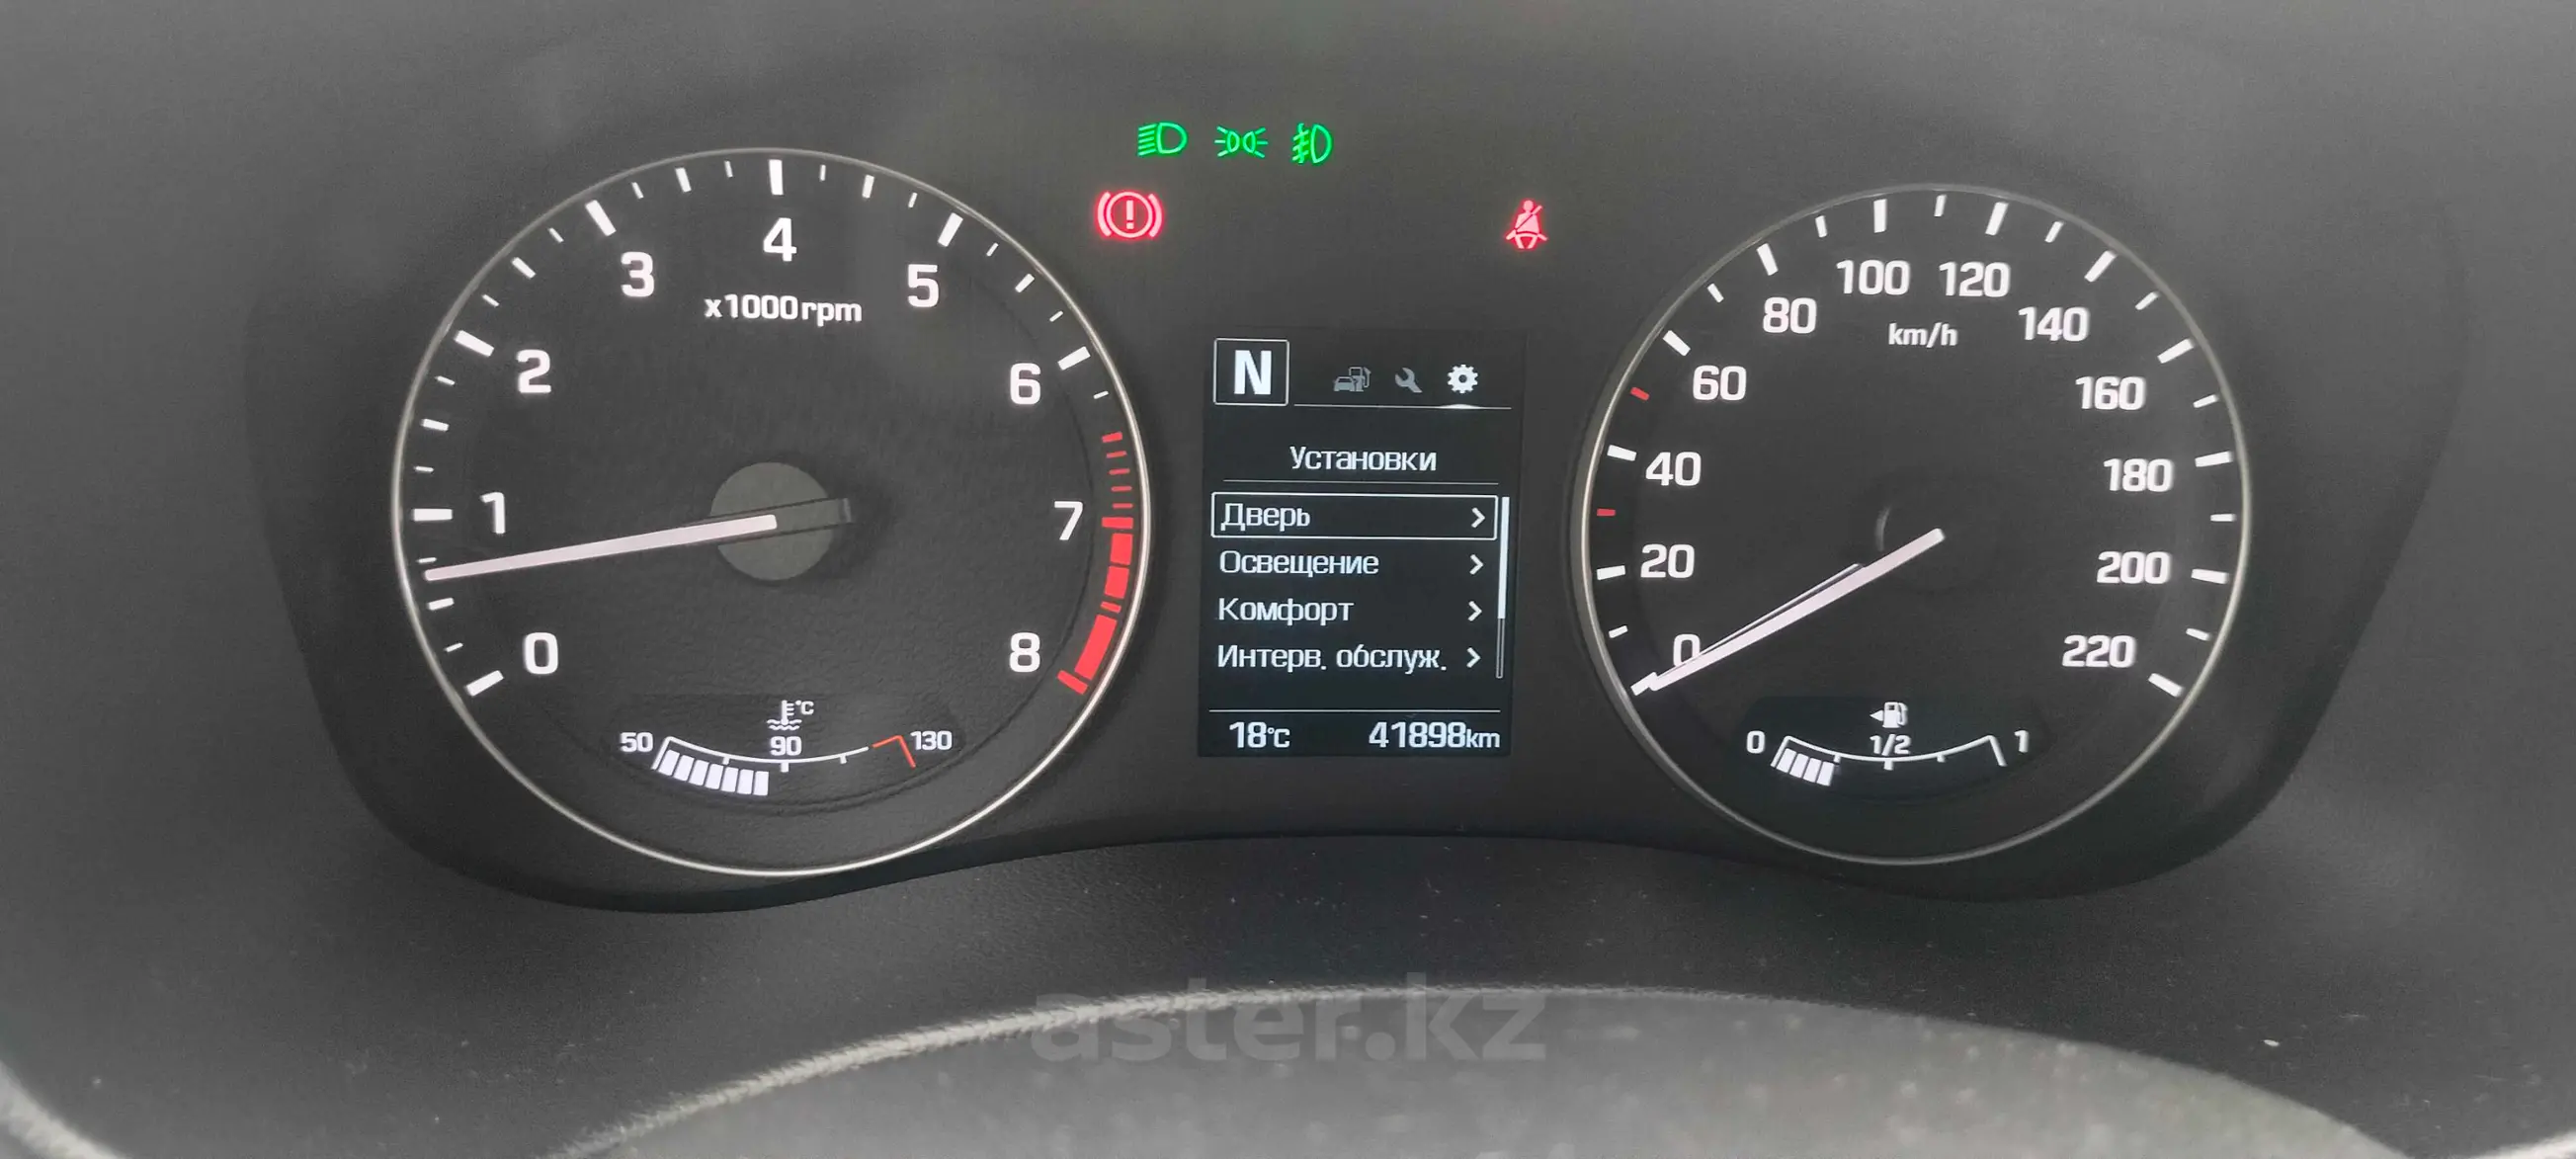 0
1
2
3
4
5
6
7
8
x1000rpm
50
90
130
°C
N
Установки
Дверь
Освещение
Комфорт
Интерв. обслуж.
18°C 41898km
0
20
40
60
80
100
120
140
160
180
200
220
km/h
0
1/2
1
aster.kz